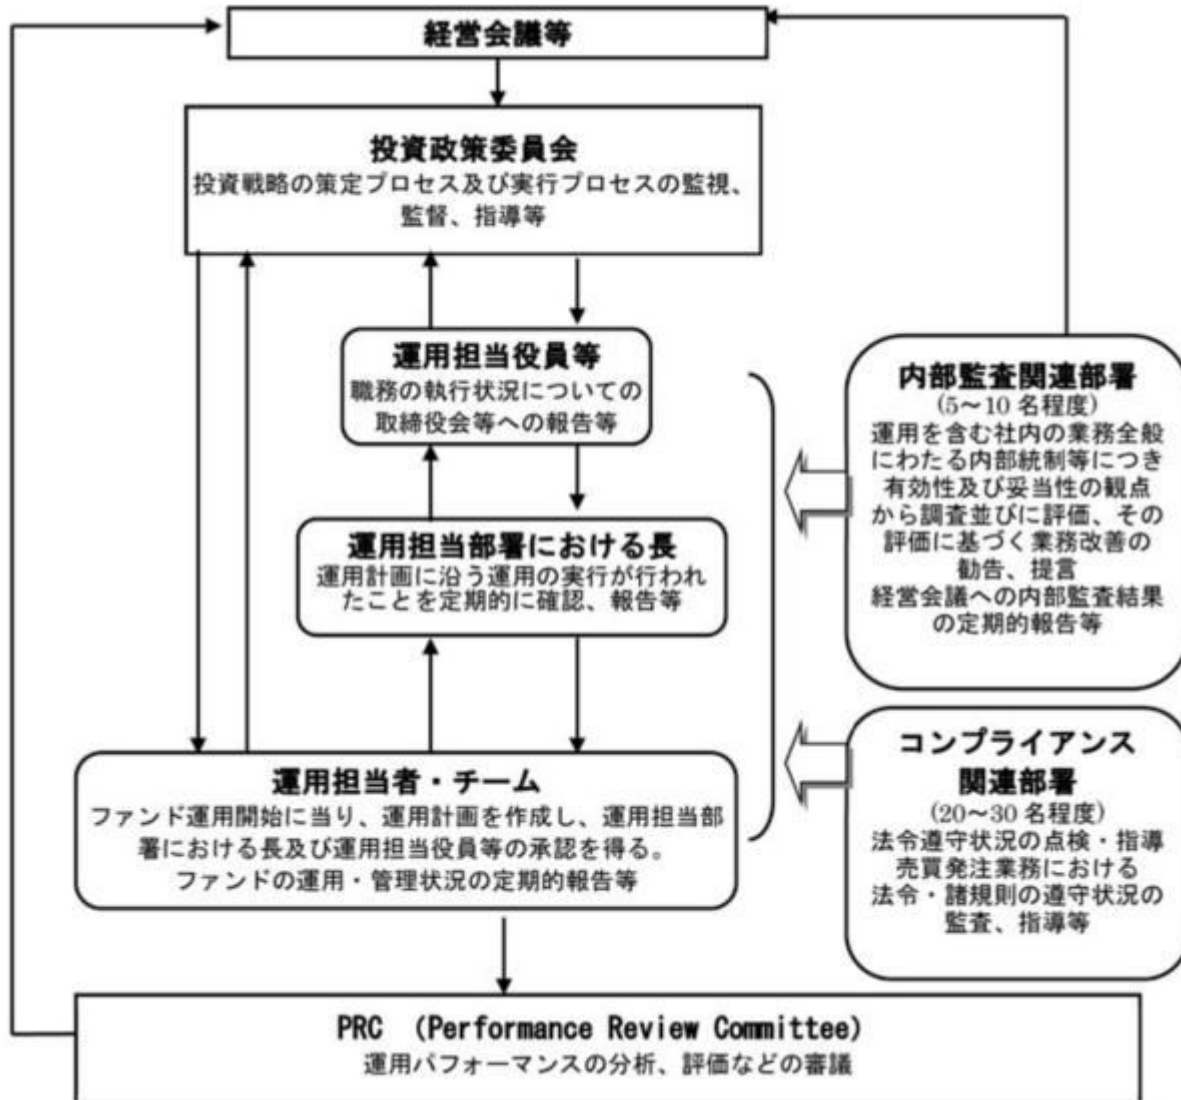 経営会議等
投資政策委員会
投資戦略の策定プロセス及び実行プロセスの監視、
監督、指導等
運用担当役員等
職務の執行状況についての
取締役会等への報告等
運用担当部署における長
運用計画に沿う運用の実行が行われ
たことを定期的に確認、報告等
運用担当者・チーム
ファンド運用開始に当り、運用計画を作成し、運用担当部
署における長及び運用担当役員等の承認を得る。
ファンドの運用・管理状況の定期的報告等
内部監査関連部署
(5～10 名程度)
運用を含む社内の業務全般
にわたる内部統制等につき
有効性及び妥当性の観点
から調査並びに評価、その
評価に基づく業務改善の
勧告、提言
経営会議への内部監査結果
の定期的報告等
コンプライアンス
関連部署
(20～30 名程度)
法令遵守状況の点検・指導
売買発注業務における
法令・諸規則の遵守状況の
監査、指導等
PRC （Performance Review Committee）
運用パフォーマンスの分析、評価などの審議